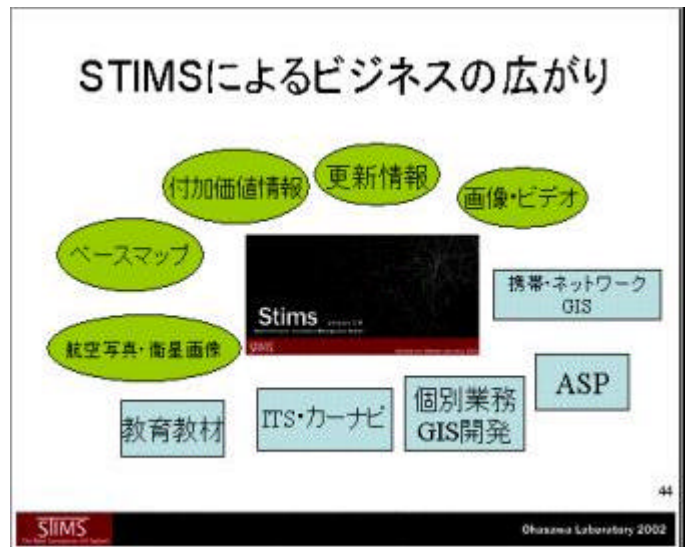 STIMSによるビジネスの広がり
付加価値情報
更新情報
画像・ビデオ
ベースマップ
携帯・ネットワーク
GIS
Stims
航空写真・衛星画像
ASP
個別業務
GIS開発
ITS・カーナビ
教育教材
44
STIMS
Ohasawa Laboratory 2002